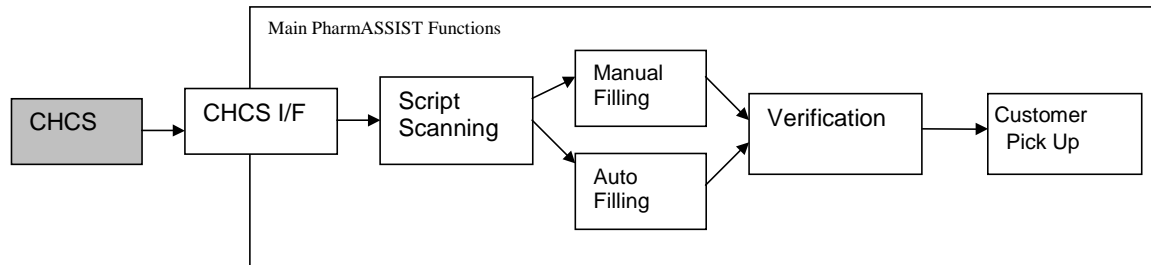 Main PharmASSIST Functions
CHCS
CHCS I/F
Script
Scanning
Manual
Filling
Auto
Filling
Verification
Customer
Pick Up